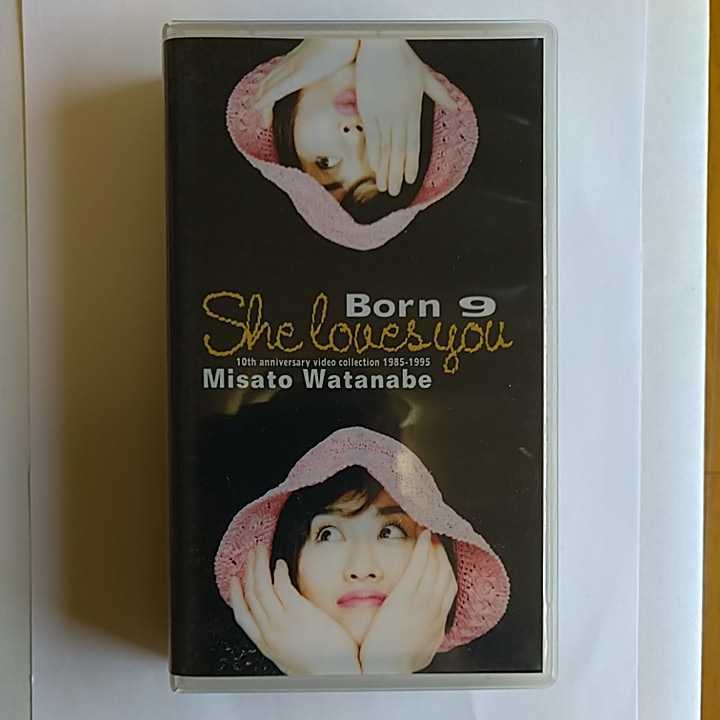 Born 9
She loves you
10th anniversary video collection 1985-1995
Misato Watanabe